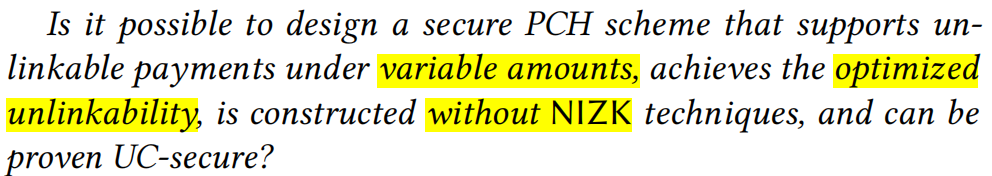 Is it possible to design a secure PCH scheme that supports un-
linkable payments under variable amounts, achieves the optimized
unlinkability, is constructed without NIZK techniques, and can be
proven UC-secure?